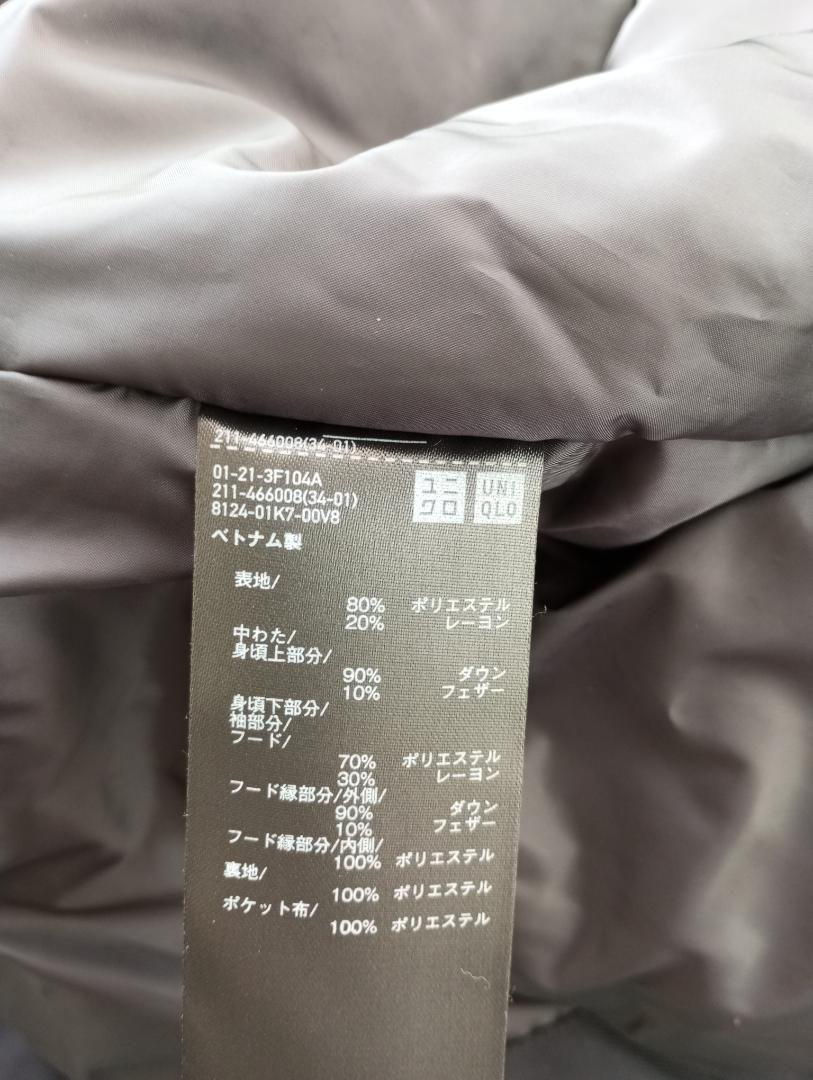 211-466008(34-01)
01-21-3F104A
211-466008(34-01)
8124-01K7-00V8
ユニ
クロ
UNI
QLO
ベトナム製
表地/
80% ポリエステル
20% レーヨン
中わた/
身頃上部分/
90% ダウン
10% フェザー
身頃下部分/
袖部分/
フード/
70% ポリエステル
30% レーヨン
フード縁部分/外側/
90% ダウン
10% フェザー
フード縁部分/内側/
100% ポリエステル
裏地/
100% ポリエステル
ポケット布/
100% ポリエステル